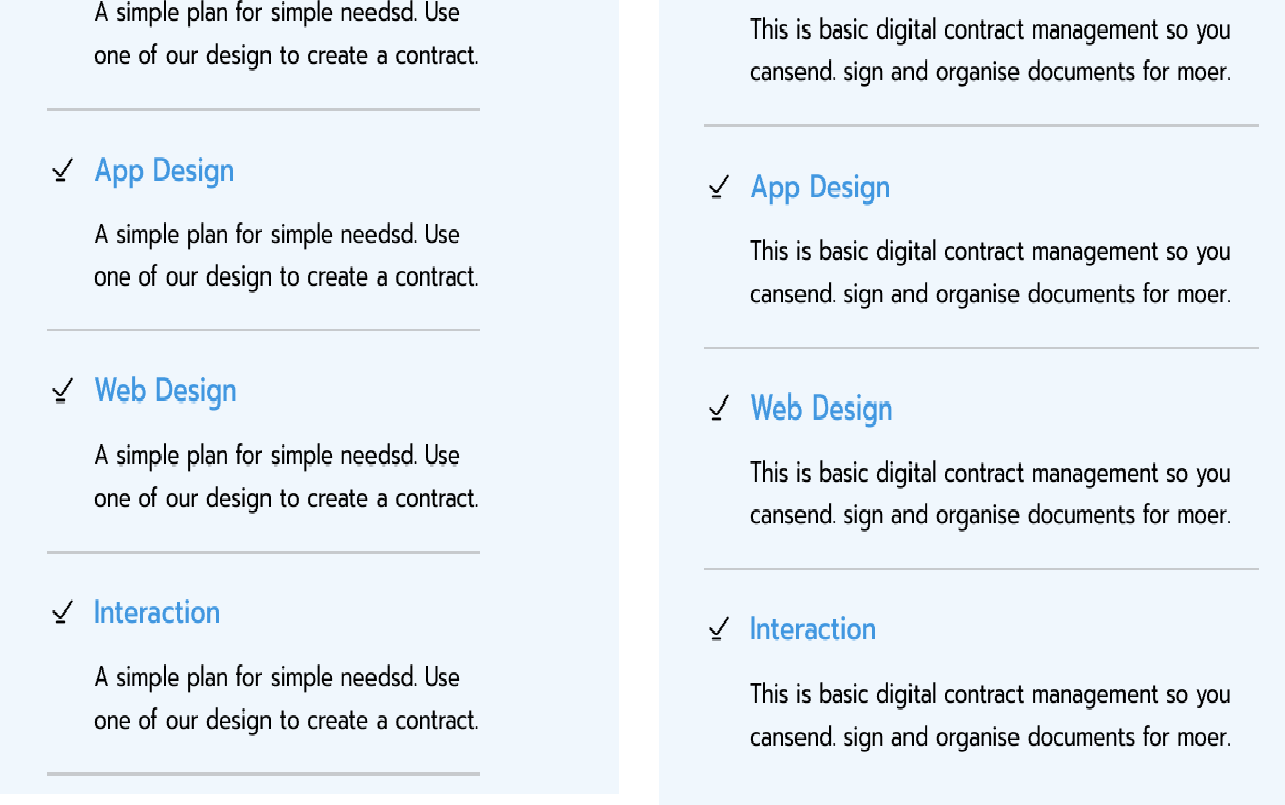 A simple plan for simple needsd. Use
one of our design to create a contract.
App Design
A simple plan for simple needsd. Use
one of our design to create a contract.
Web Design
A simple plan for simple needsd. Use
one of our design to create a contract.
Interaction
A simple plan for simple needsd. Use
one of our design to create a contract.
This is basic digital contract management so you
cansend. sign and organise documents for moer.
App Design
This is basic digital contract management so you
cansend. sign and organise documents for moer.
Web Design
This is basic digital contract management so you
cansend. sign and organise documents for moer.
Interaction
This is basic digital contract management so you
cansend. sign and organise documents for moer.